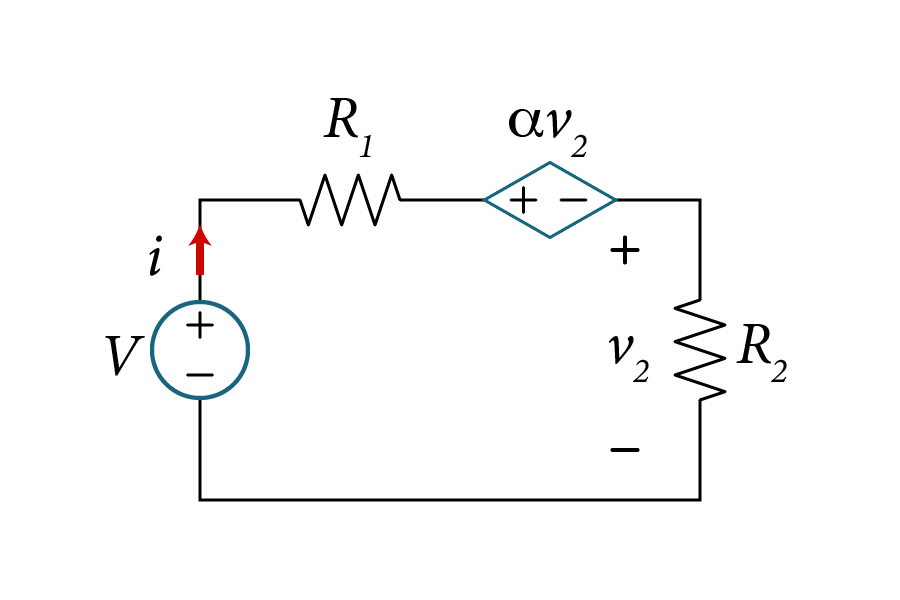 R₁
αv₂
+ −
+
i
+
V
v₂
R₂
−
−